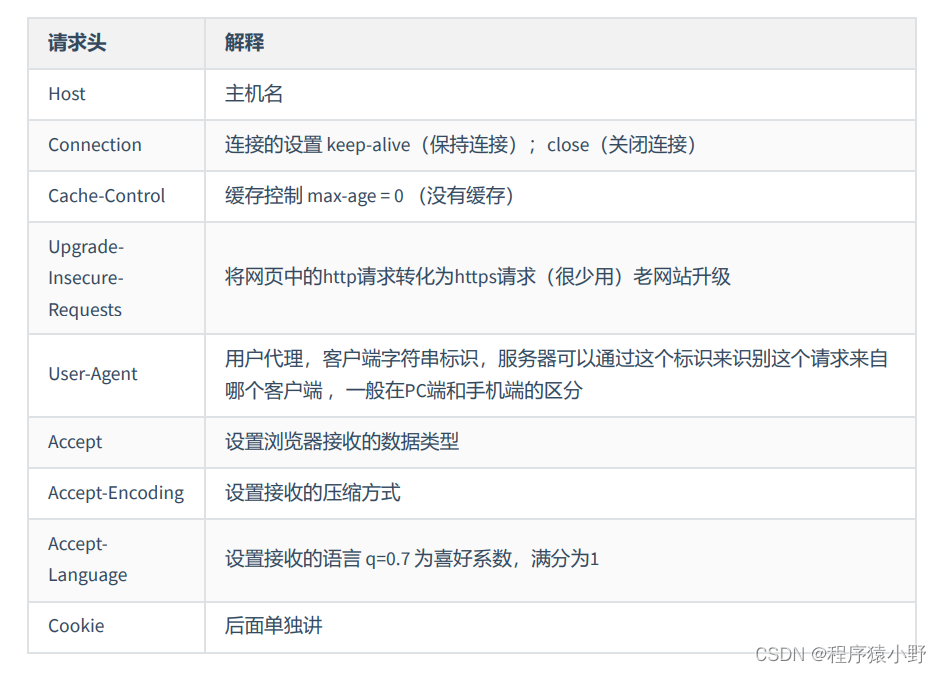 请求头 解释
Host 主机名
Connection 连接的设置 keep-alive（保持连接）；close（关闭连接）
Cache-Control 缓存控制 max-age = 0 （没有缓存）
Upgrade-
Insecure-
Requests
将网页中的http请求转化为https请求（很少用）老网站升级
User-Agent
用户代理，客户端字符串标识，服务器可以通过这个标识来识别这个请求来自
哪个客户端 ，一般在PC端和手机端的区分
Accept 设置浏览器接收的数据类型
Accept-Encoding 设置接收的压缩方式
Accept-
Language
设置接收的语言 q=0.7 为喜好系数，满分为1
Cookie 后面单独讲
CSDN @程序猿小野